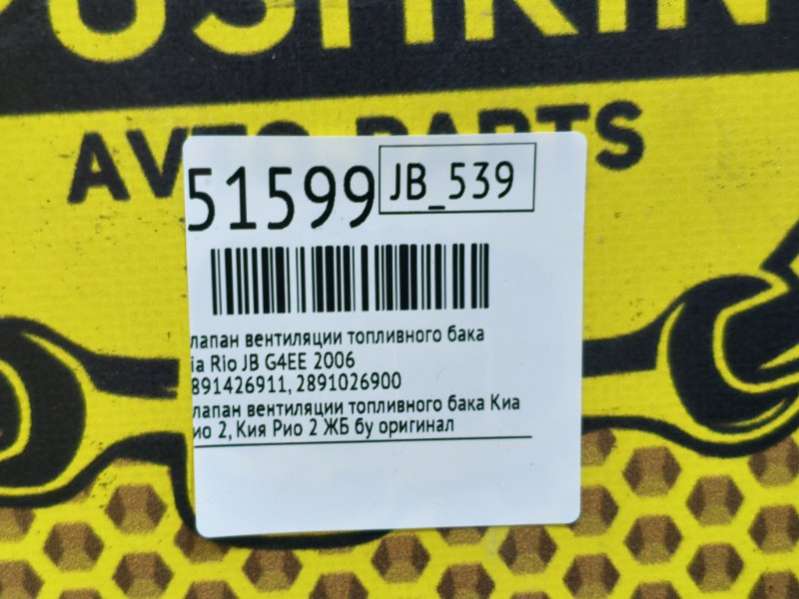 USHKIN
AVTO PARTS
51599
JB_539
лапан вентиляции топливного бака
ia Rio JB G4EE 2006
891426911, 2891026900
лапан вентиляции топливного бака Киа
ио 2, Кия Рио 2 ЖБ бу оригинал